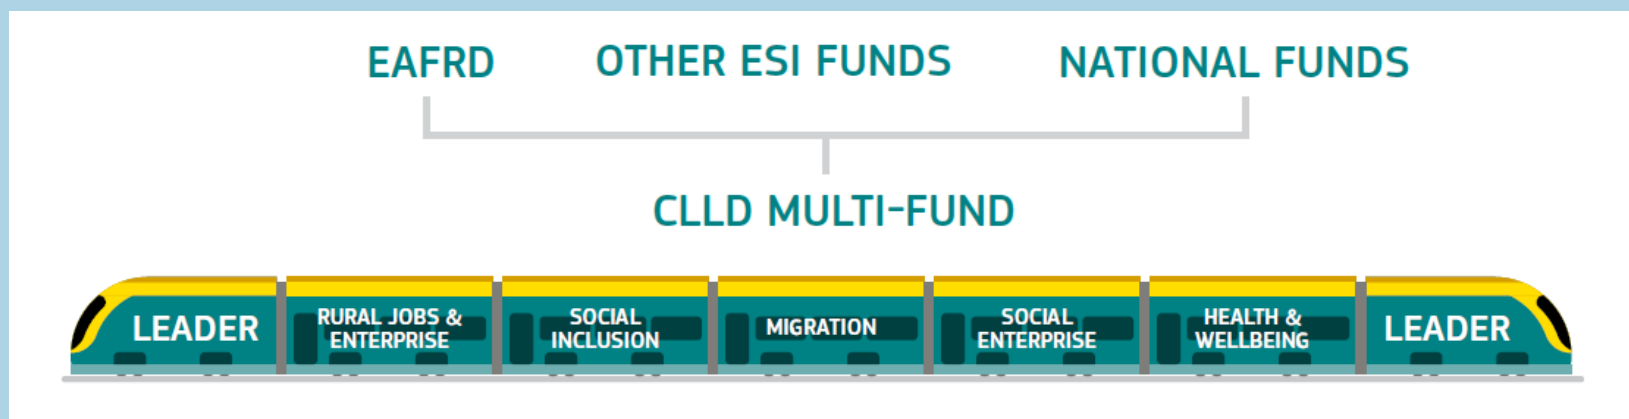 EAFRD
OTHER ESI FUNDS
NATIONAL FUNDS
CLLD MULTI-FUND
LEADER
RURAL JOBS &
ENTERPRISE
SOCIAL
INCLUSION
MIGRATION
SOCIAL
ENTERPRISE
HEALTH &
WELLBEING
LEADER